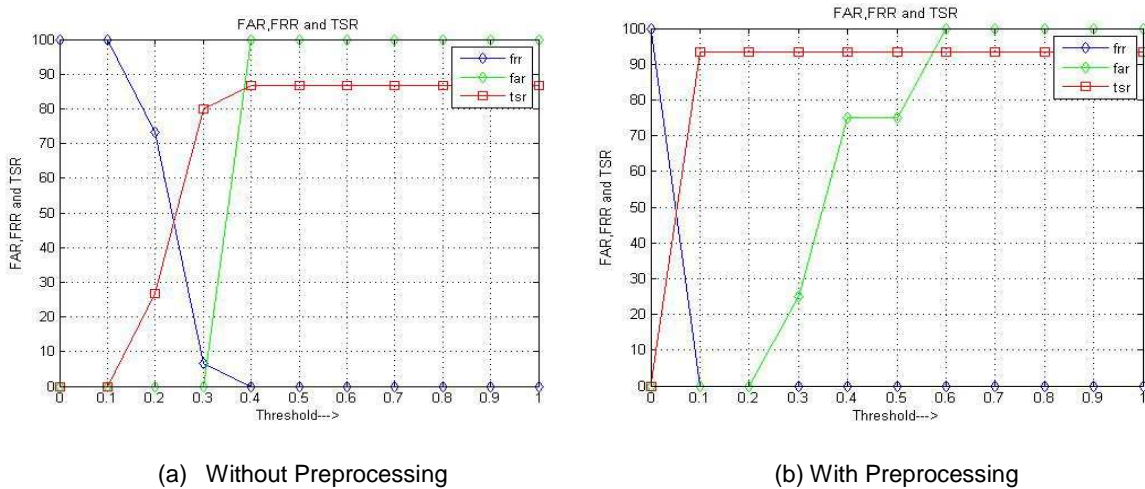 FAR,FRR and TSR
100
90
80
70
60
50
40
30
20
10
0
FAR,FRR and TSR
frr
far
tsr
0 0.1 0.2 0.3 0.4 0.5 0.6 0.7 0.8 0.9 1
Threshold--->
(a) Without Preprocessing
FAR,FRR and TSR
100
90
80
70
60
50
40
30
20
10
0
FAR,FRR and TSR
frr
far
tsr
0 0.1 0.2 0.3 0.4 0.5 0.6 0.7 0.8 0.9 1
Threshold--->
(b) With Preprocessing